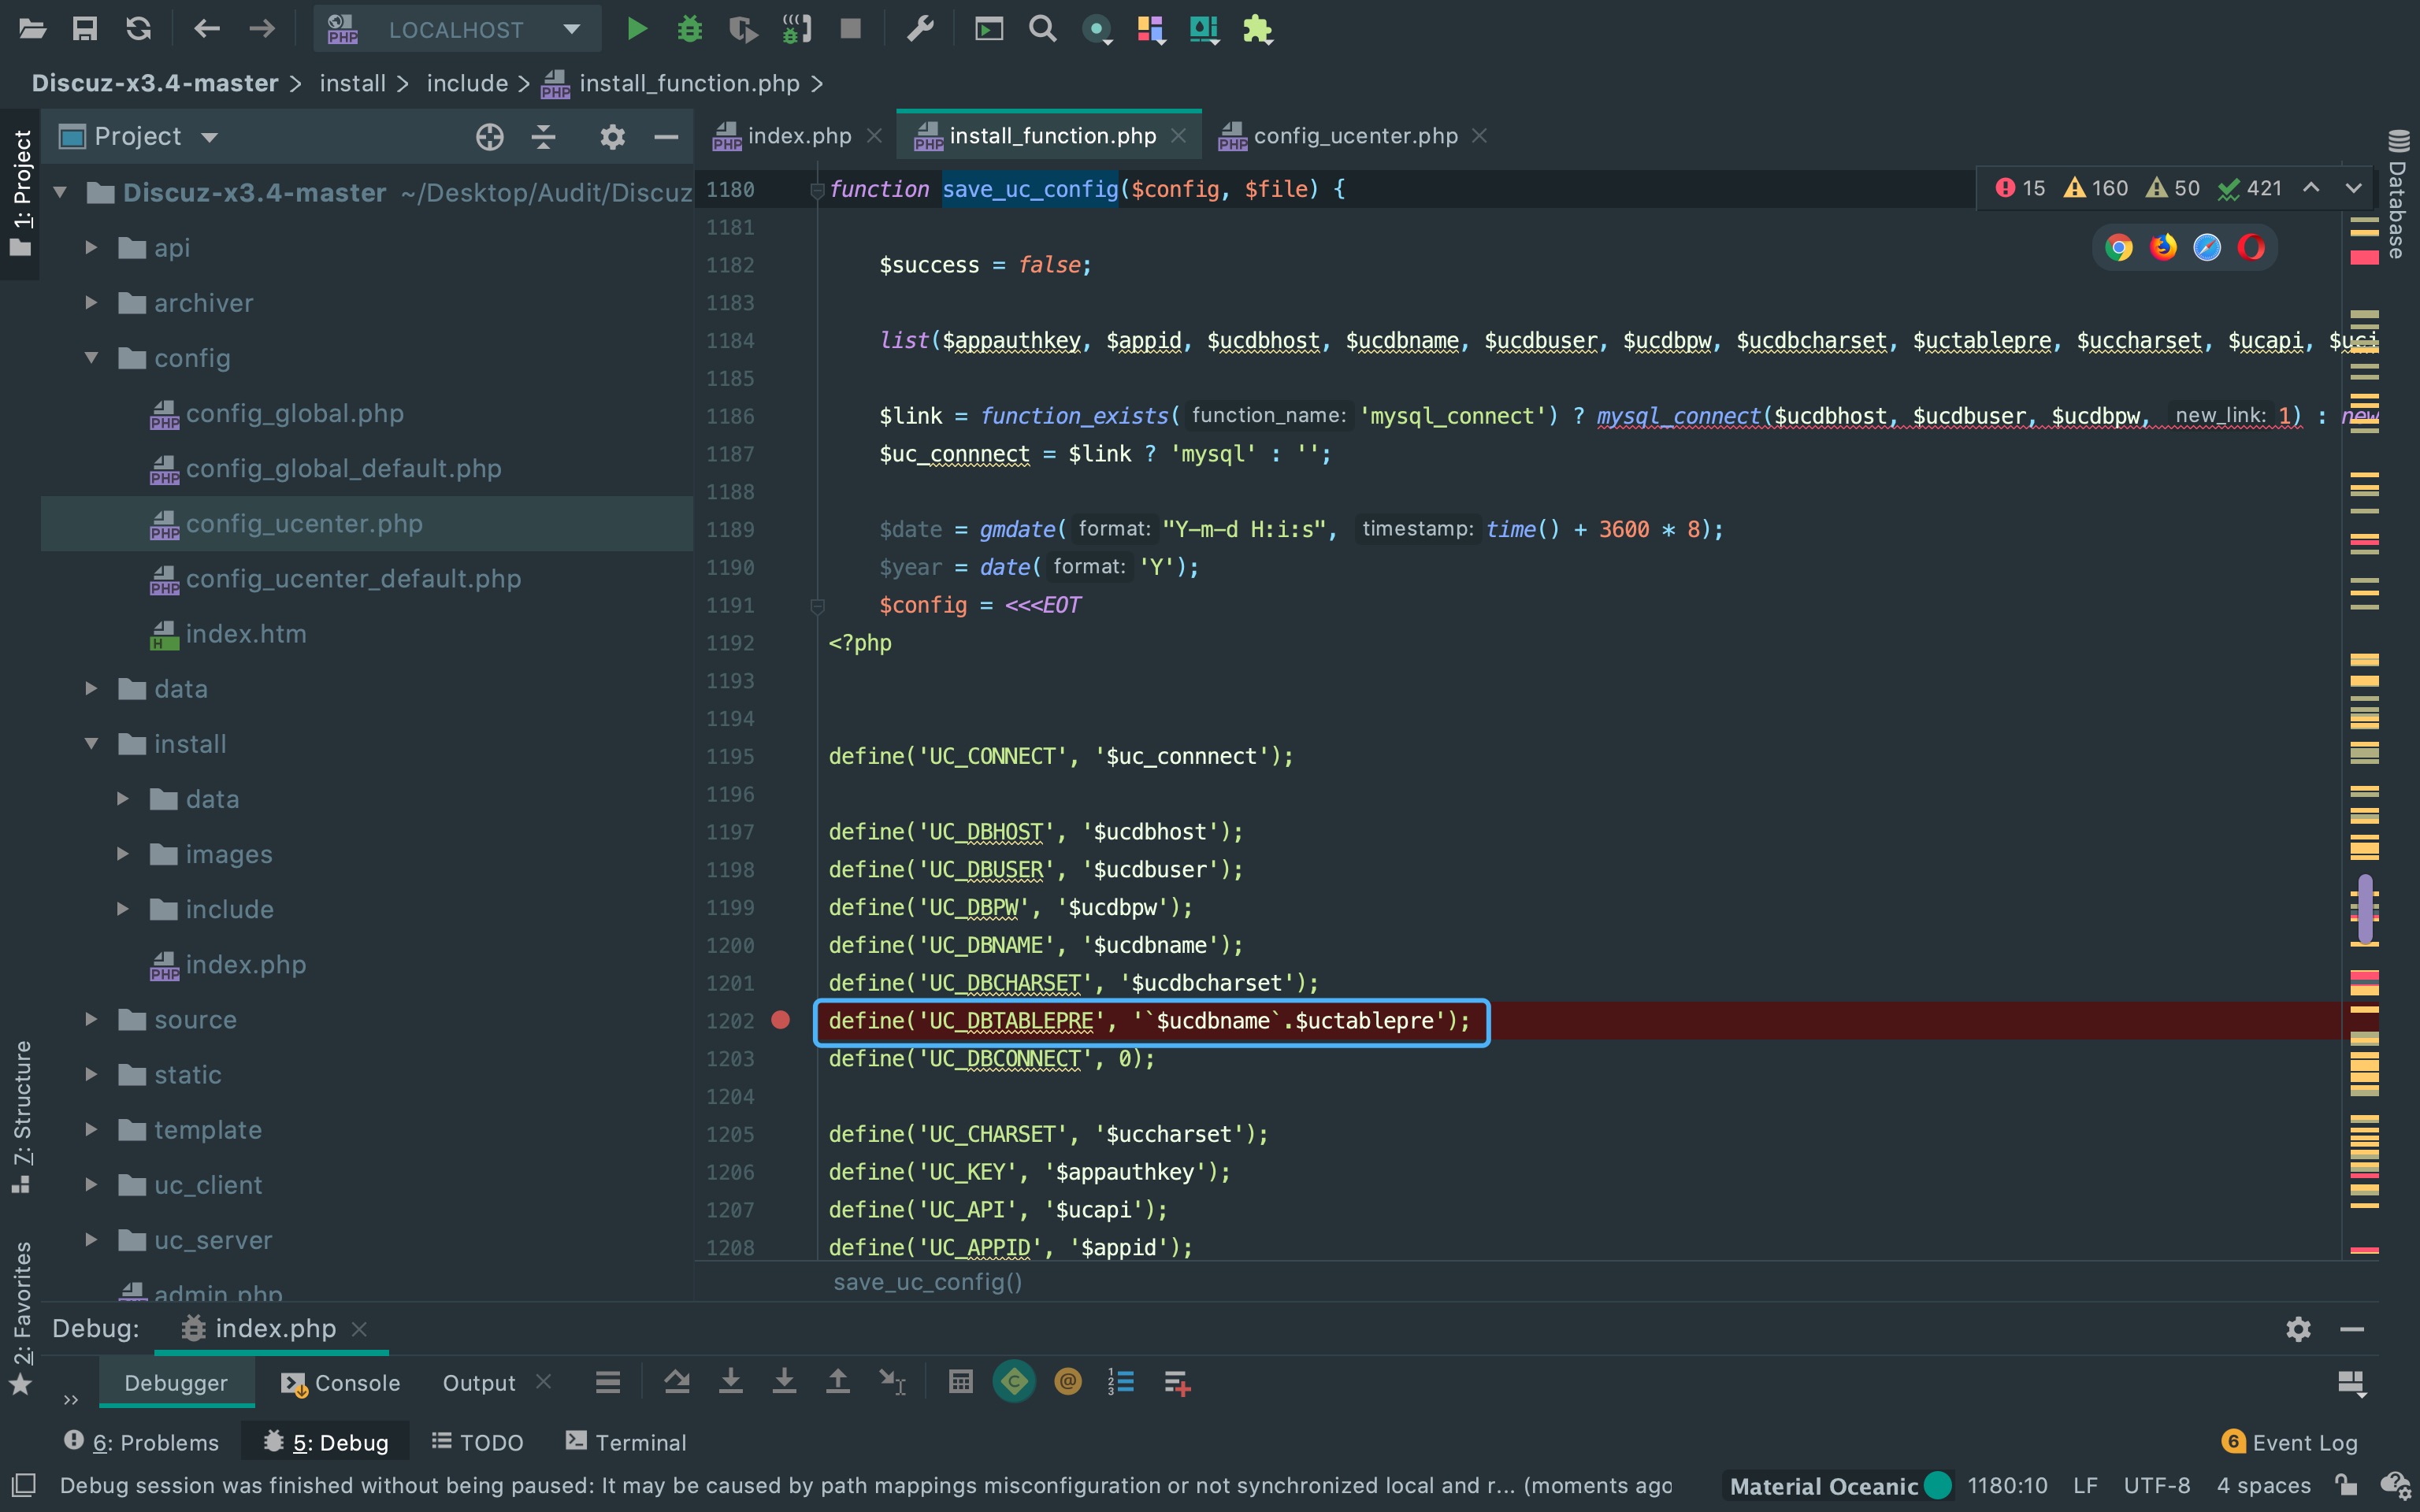 LOCALHOST
Discuz-x3.4-master > install > include > install_function.php >
1: Project
Project
index.php
install_function.php
config_ucenter.php
Database
Discuz-x3.4-master ~/Desktop/Audit/Discuz
api
archiver
config
config_global.php
config_global_default.php
config_ucenter.php
config_ucenter_default.php
index.htm
data
install
data
images
include
index.php
source
static
template
uc_client
uc_server
admin.php
7: Structure
2: Favorites
15 160 50 421
1180 function save_uc_config($config, $file) {
1181
1182 $success = false;
1183
1184 list($appauthkey, $appid, $ucdbhost, $ucdbname, $ucdbuser, $ucdbpw, $ucdbcharset, $uctablepre, $uccharset, $ucapi, $uci
1185
1186 $link = function_exists( function_name: 'mysql_connect') ? mysql_connect($ucdbhost, $ucdbuser, $ucdbpw, new_link: 1) : new
1187 $uc_connnect = $link ? 'mysql' : '';
1188
1189 $date = gmdate( format: "Y-m-d H:i:s", timestamp: time() + 3600 * 8);
1190 $year = date( format: 'Y');
1191 $config = <<<EOT
1192 <?php
1193
1194
1195 define('UC_CONNECT', '$uc_connnect');
1196
1197 define('UC_DBHOST', '$ucdbhost');
1198 define('UC_DBUSER', '$ucdbuser');
1199 define('UC_DBPW', '$ucdbpw');
1200 define('UC_DBNAME', '$ucdbname');
1201 define('UC_DBCHARSET', '$ucdbcharset');
1202 define('UC_DBTABLEPRE', '`$ucdbname`.$uctablepre');
1203 define('UC_DBCONNECT', 0);
1204
1205 define('UC_CHARSET', '$uccharset');
1206 define('UC_KEY', '$appauthkey');
1207 define('UC_API', '$ucapi');
1208 define('UC_APPID', '$appid');
save_uc_config()
Debug: index.php
Debugger Console Output
6: Problems 5: Debug TODO Terminal 6 Event Log
Debug session was finished without being paused: It may be caused by path mappings misconfiguration or not synchronized local and r... (moments ago Material Oceanic 1180:10 LF UTF-8 4 spaces